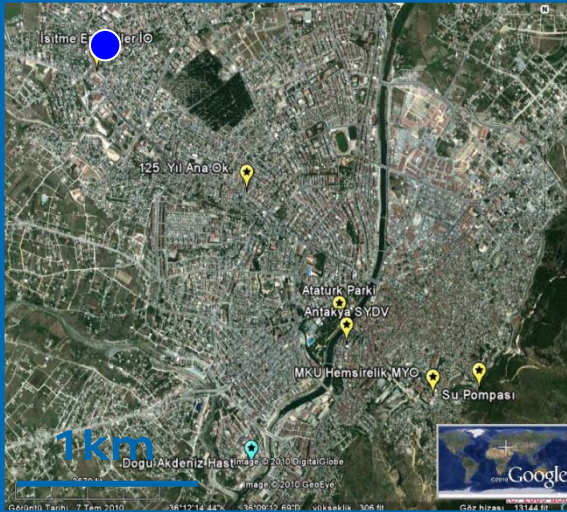 İsitme E ler İO
125. Yıl Ana Ok.
Ataturk Parki
Antakya SYDV
MKU Hemsirelik MYO
Su Pompası
1km
Dogu Akdeniz Hast
Image © 2010 DigitalGlobe
Image © 2010 GeoEye
©2010 Google
Görüntü Tarihi: 7 Tem 2010 36°12'14.44"K 36°09'12.69"D yükseklik 306 fit Göz hizası 13144 fit